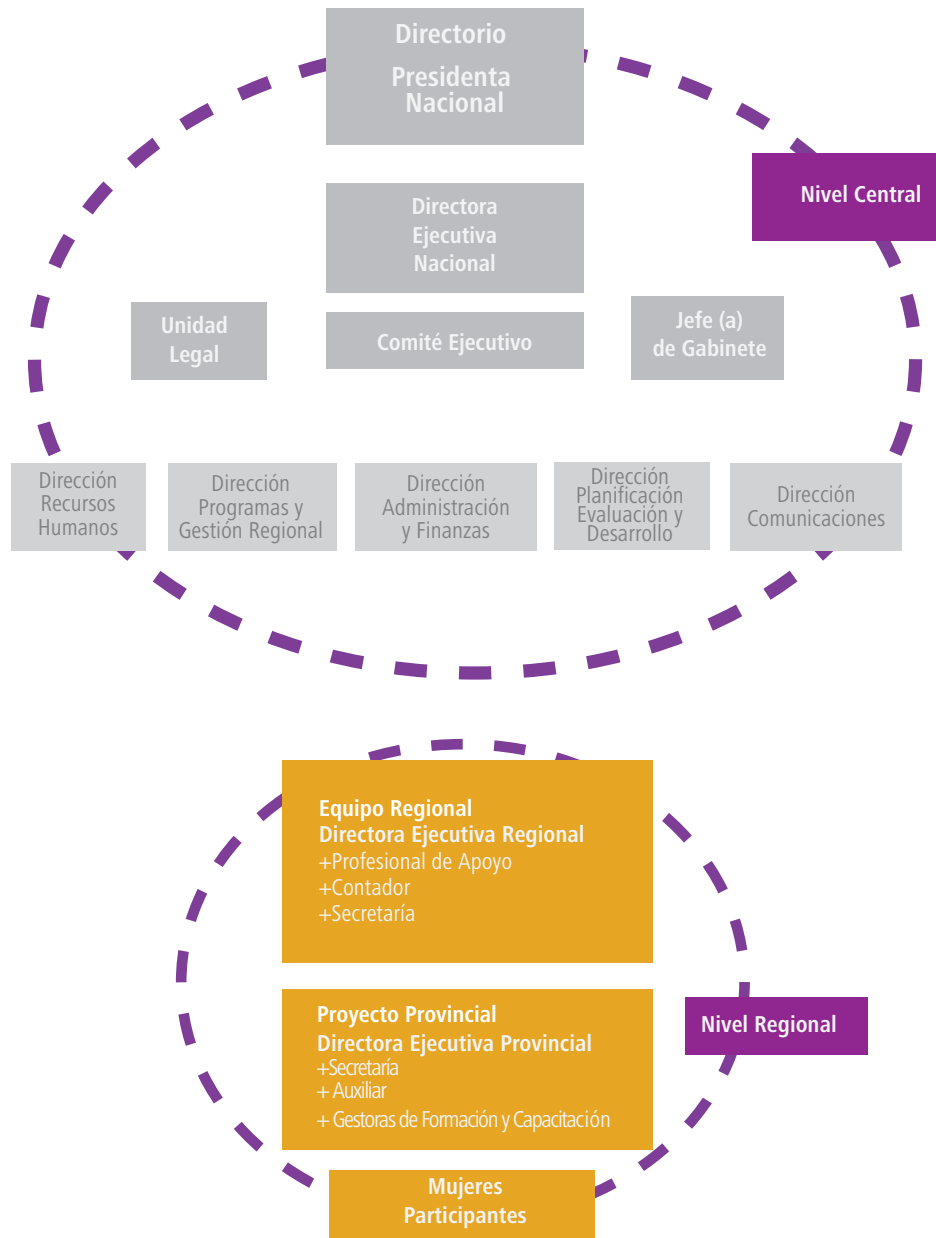 Directorio
Presidenta
Nacional
Nivel Central
Directora
Ejecutiva
Nacional
Unidad
Legal
Comité Ejecutivo
Jefe (a)
de Gabinete
Dirección
Recursos
Humanos
Dirección
Programas y
Gestión Regional
Dirección
Administración
y Finanzas
Dirección
Planificación
Evaluación y
Desarrollo
Dirección
Comunicaciones
Equipo Regional
Directora Ejecutiva Regional
+Profesional de Apoyo
+Contador
+Secretaría
Proyecto Provincial
Directora Ejecutiva Provincial
+Secretaría
+ Auxiliar
+ Gestoras de Formación y Capacitación
Nivel Regional
Mujeres
Participantes